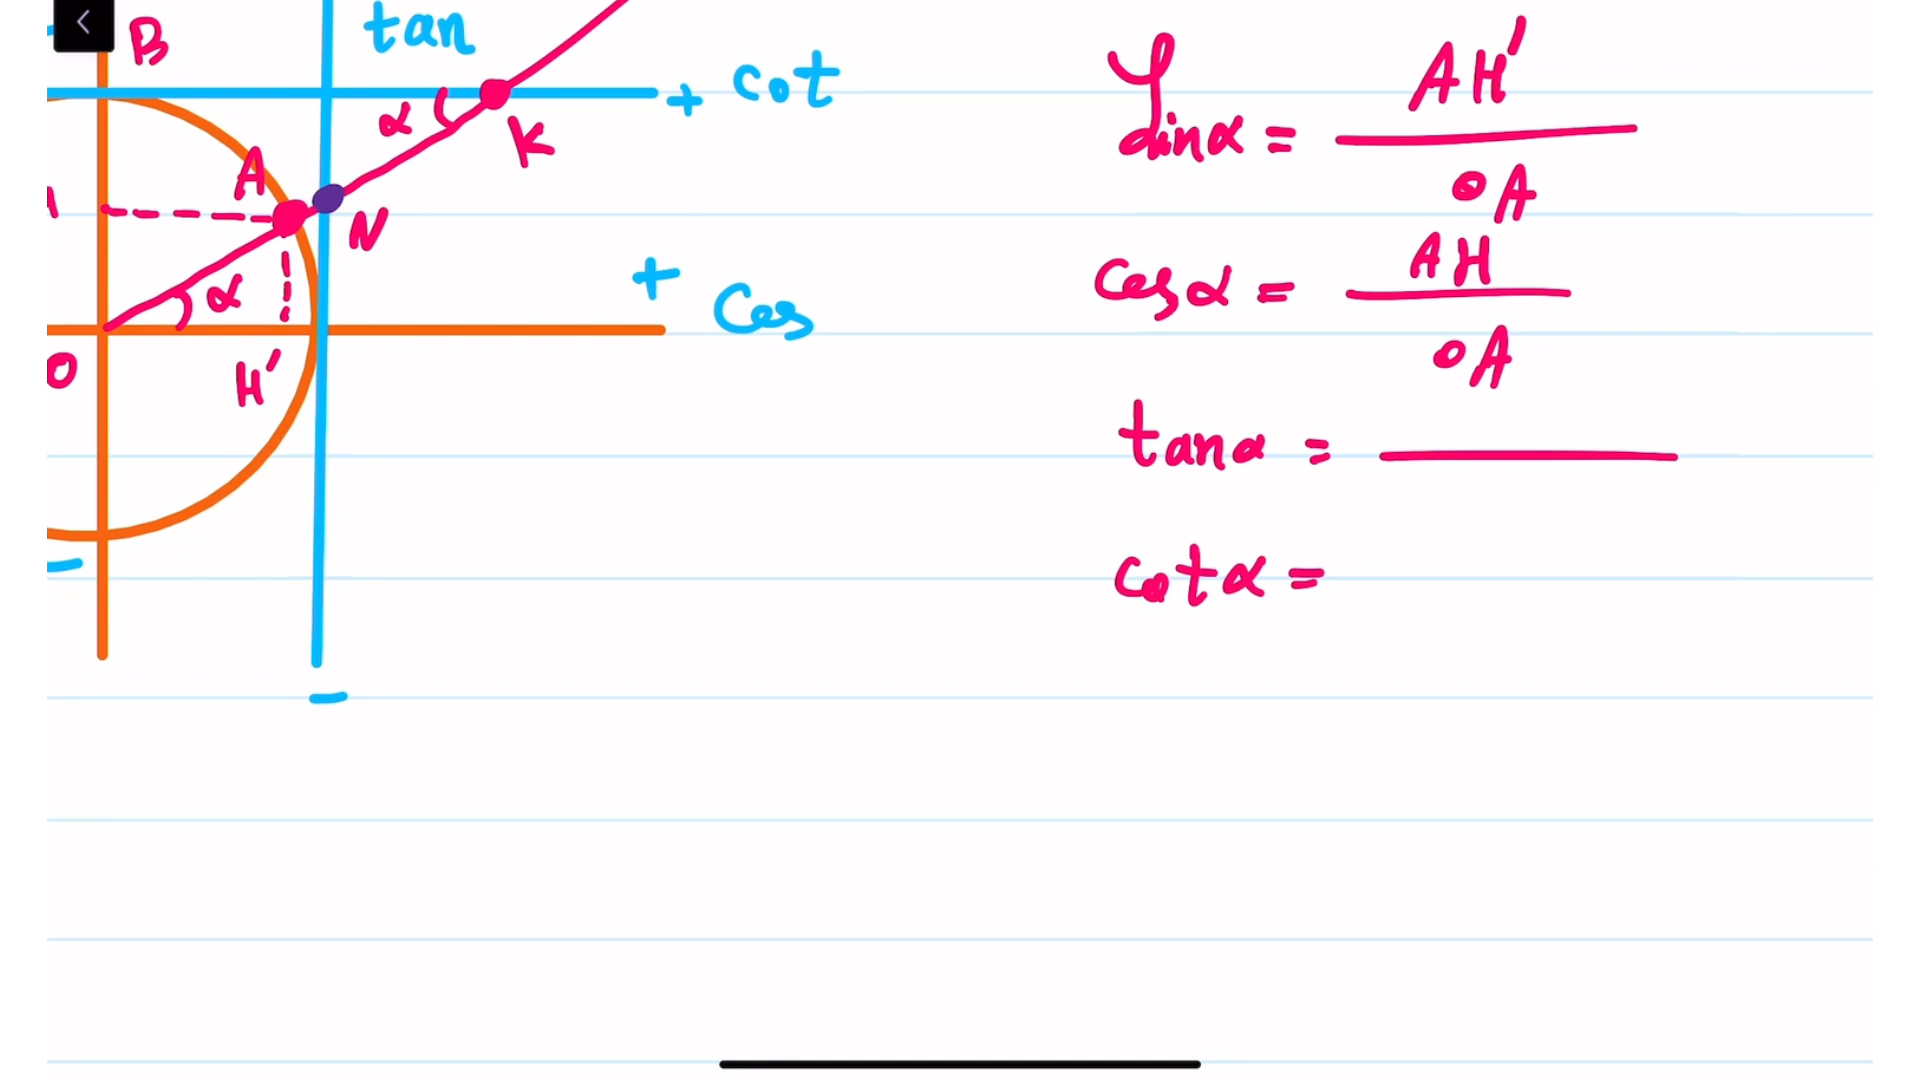 B
tan
+ cot
α
K
A
N
α
+ cos
O
H'
sinα = AH' / OA
cosα = AH / OA
tanα =
cotα =